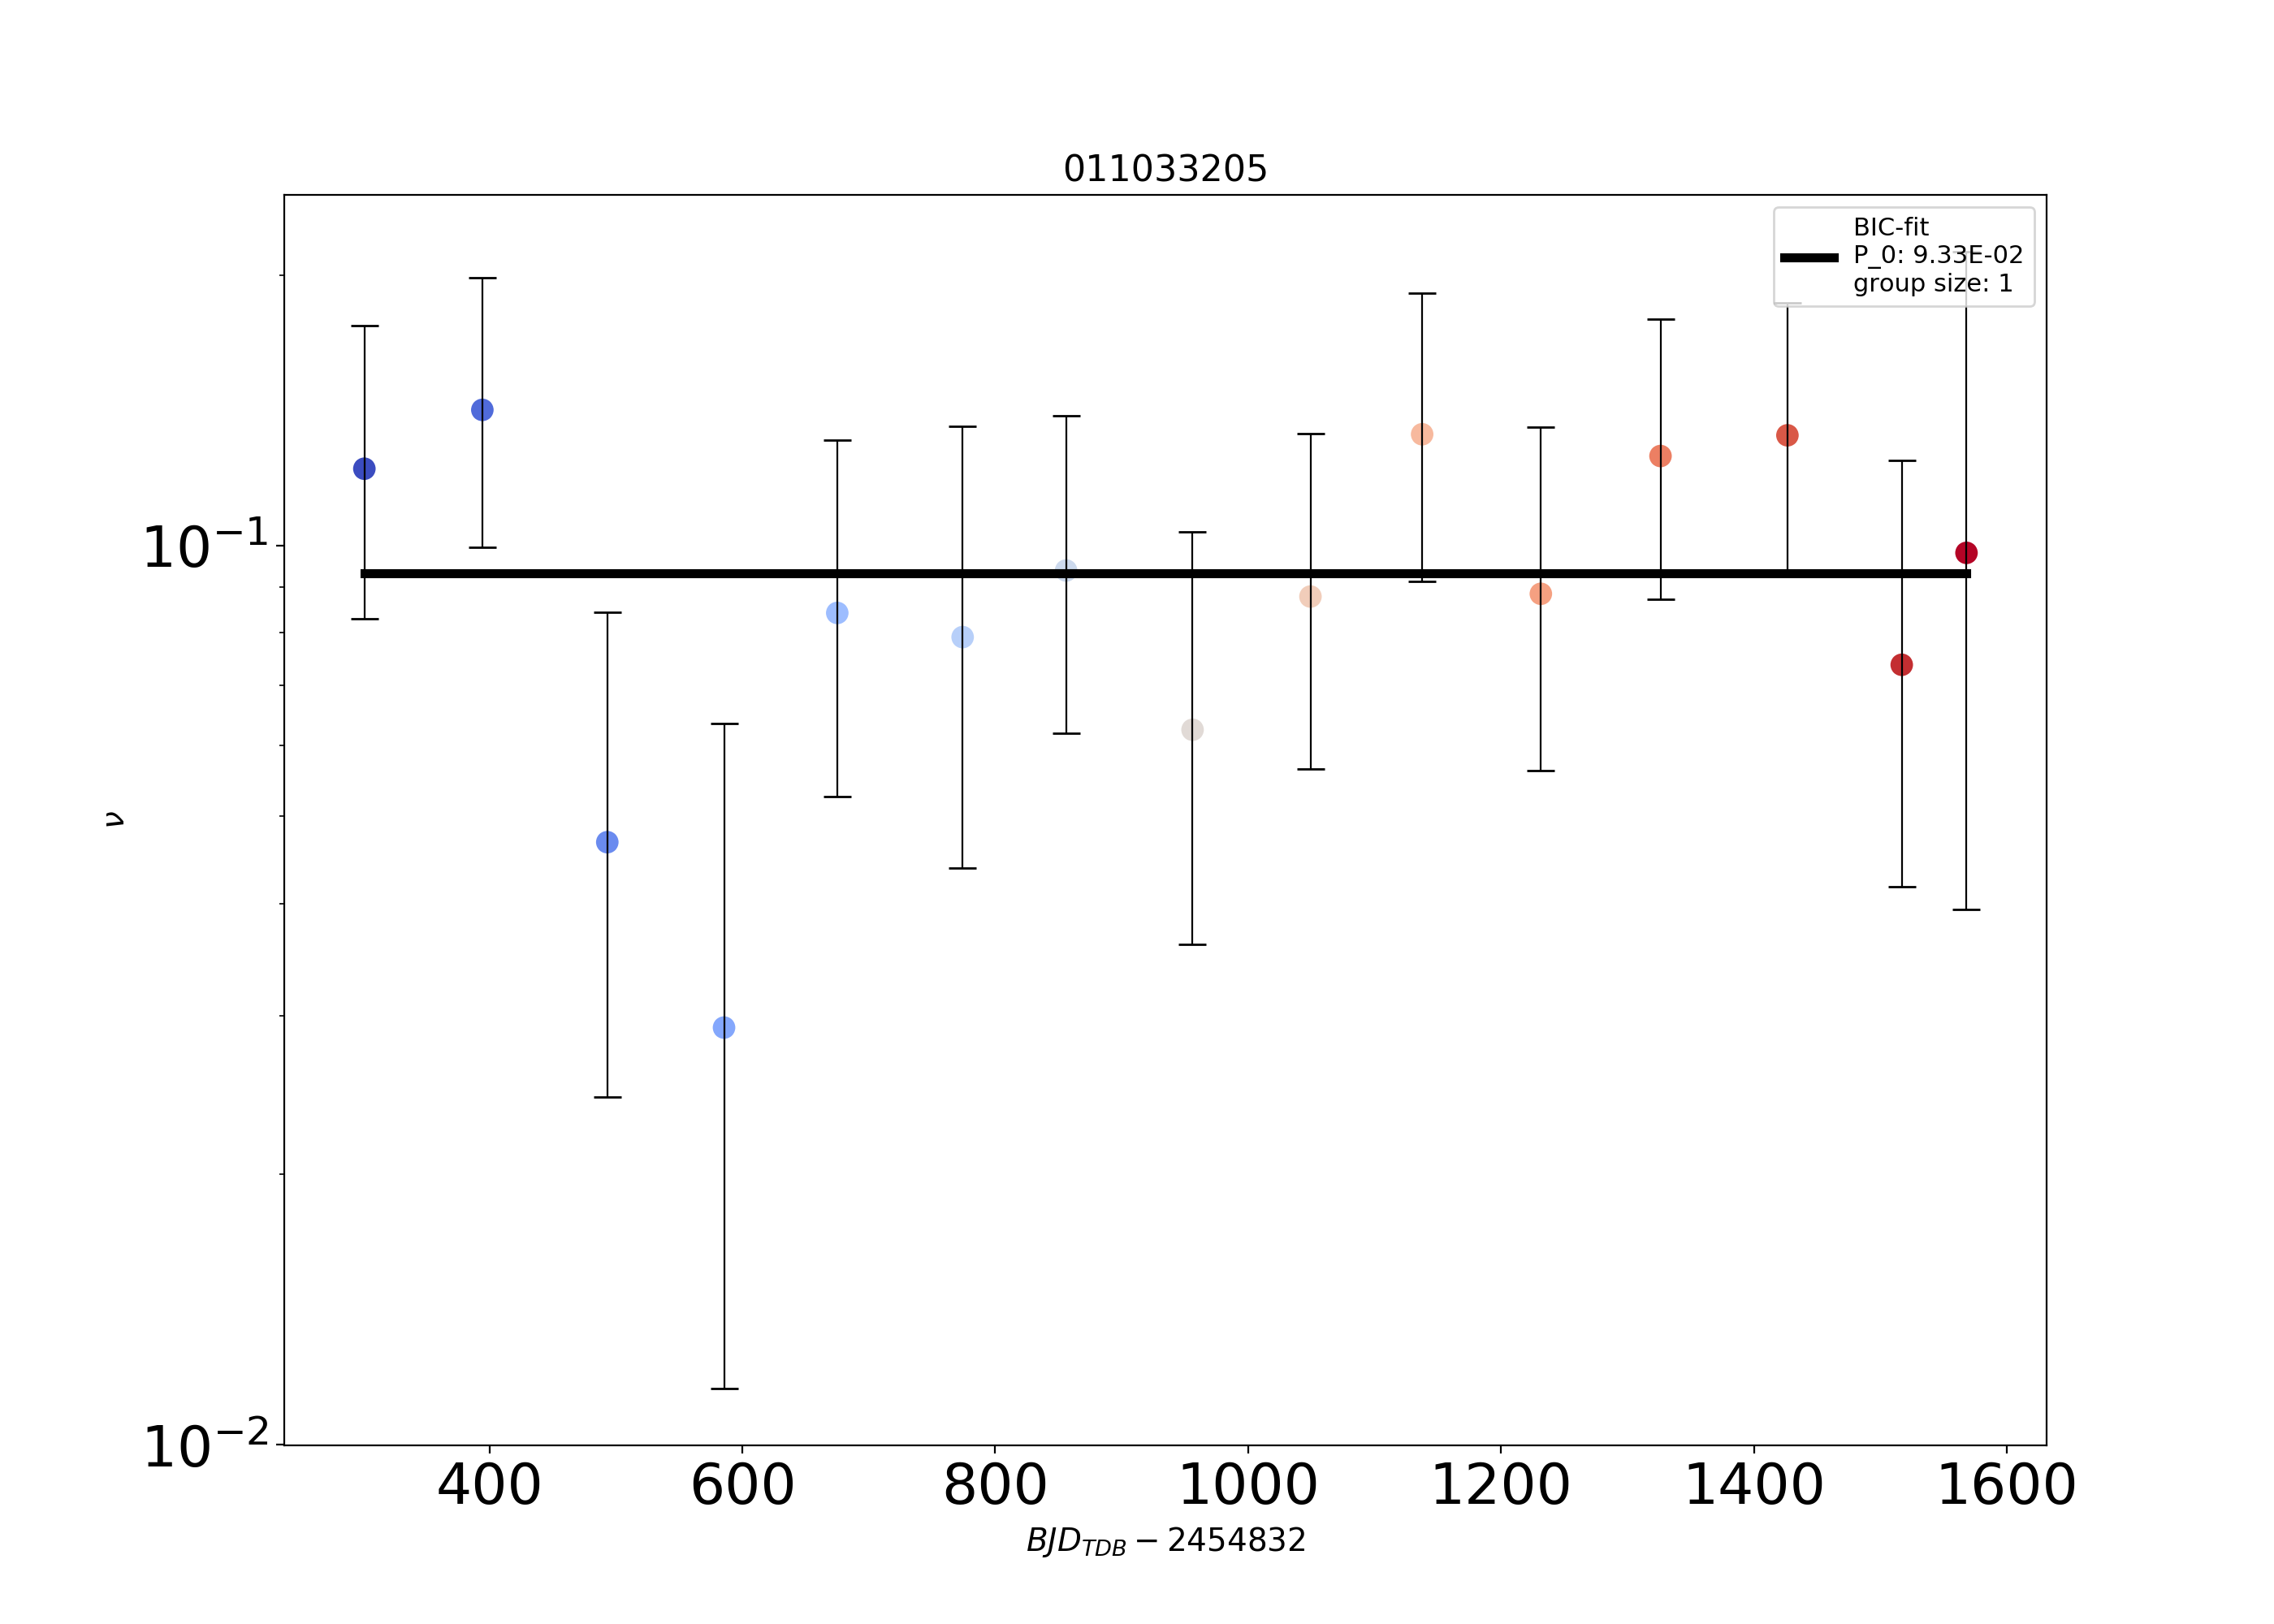 011033205
BIC-fit
P_0: 9.33E-02
group size: 1
10⁻¹
ν
10⁻²
400 600 800 1000 1200 1400 1600
BJD_TDB − 2454832